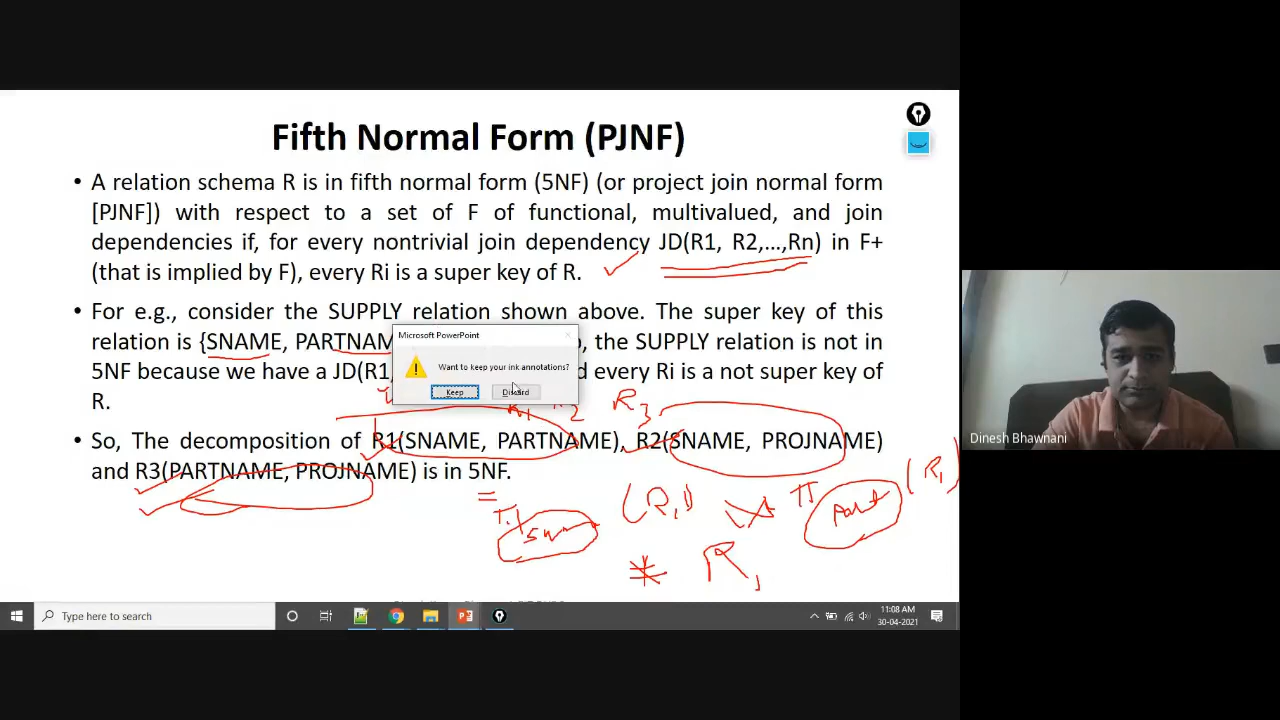 Fifth Normal Form (PJNF)
• A relation schema R is in fifth normal form (5NF) (or project join normal form
[PJNF]) with respect to a set of F of functional, multivalued, and join
dependencies if, for every nontrivial join dependency JD(R1, R2,...,Rn) in F+
(that is implied by F), every Ri is a super key of R.
• For e.g., consider the SUPPLY relation shown above. The super key of this
relation is {SNAME, PARTNAM , the SUPPLY relation is not in
5NF because we have a JD(R1, d every Ri is a not super key of
R.
Microsoft PowerPoint
Want to keep your ink annotations?
Keep Discard
R1 2 R3
• So, The decomposition of R1(SNAME, PARTNAME), R2(SNAME, PROJNAME)
and R3(PARTNAME, PROJNAME) is in 5NF.
= π (R1) ⋈ π (R1)
* R1
Dinesh Bhawnani
Type here to search
11:08 AM
30-04-2021